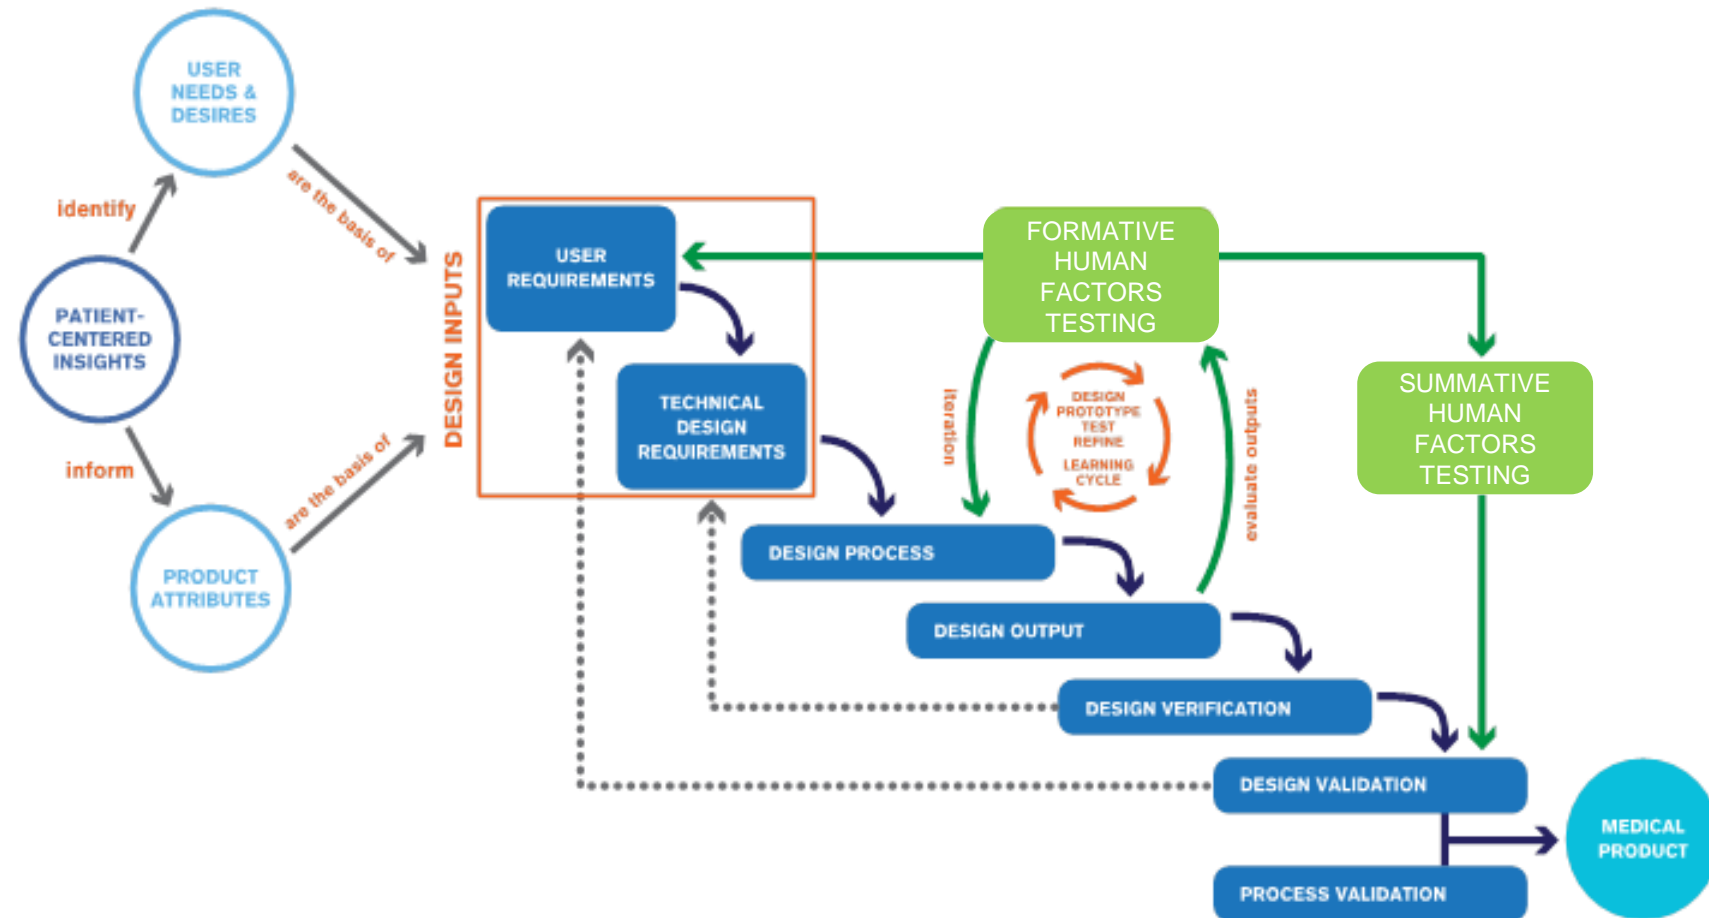 USER
NEEDS &
DESIRES
identify
are the basis of
PATIENT-
CENTERED
INSIGHTS
inform
are the basis of
PRODUCT
ATTRIBUTES
DESIGN INPUTS
USER
REQUIREMENTS
TECHNICAL
DESIGN
REQUIREMENTS
FORMATIVE
HUMAN
FACTORS
TESTING
iteration
DESIGN
PROTOTYPE
TEST
REFINE
LEARNING
CYCLE
evaluate outputs
SUMMATIVE
HUMAN
FACTORS
TESTING
DESIGN PROCESS
DESIGN OUTPUT
DESIGN VERIFICATION
DESIGN VALIDATION
MEDICAL
PRODUCT
PROCESS VALIDATION